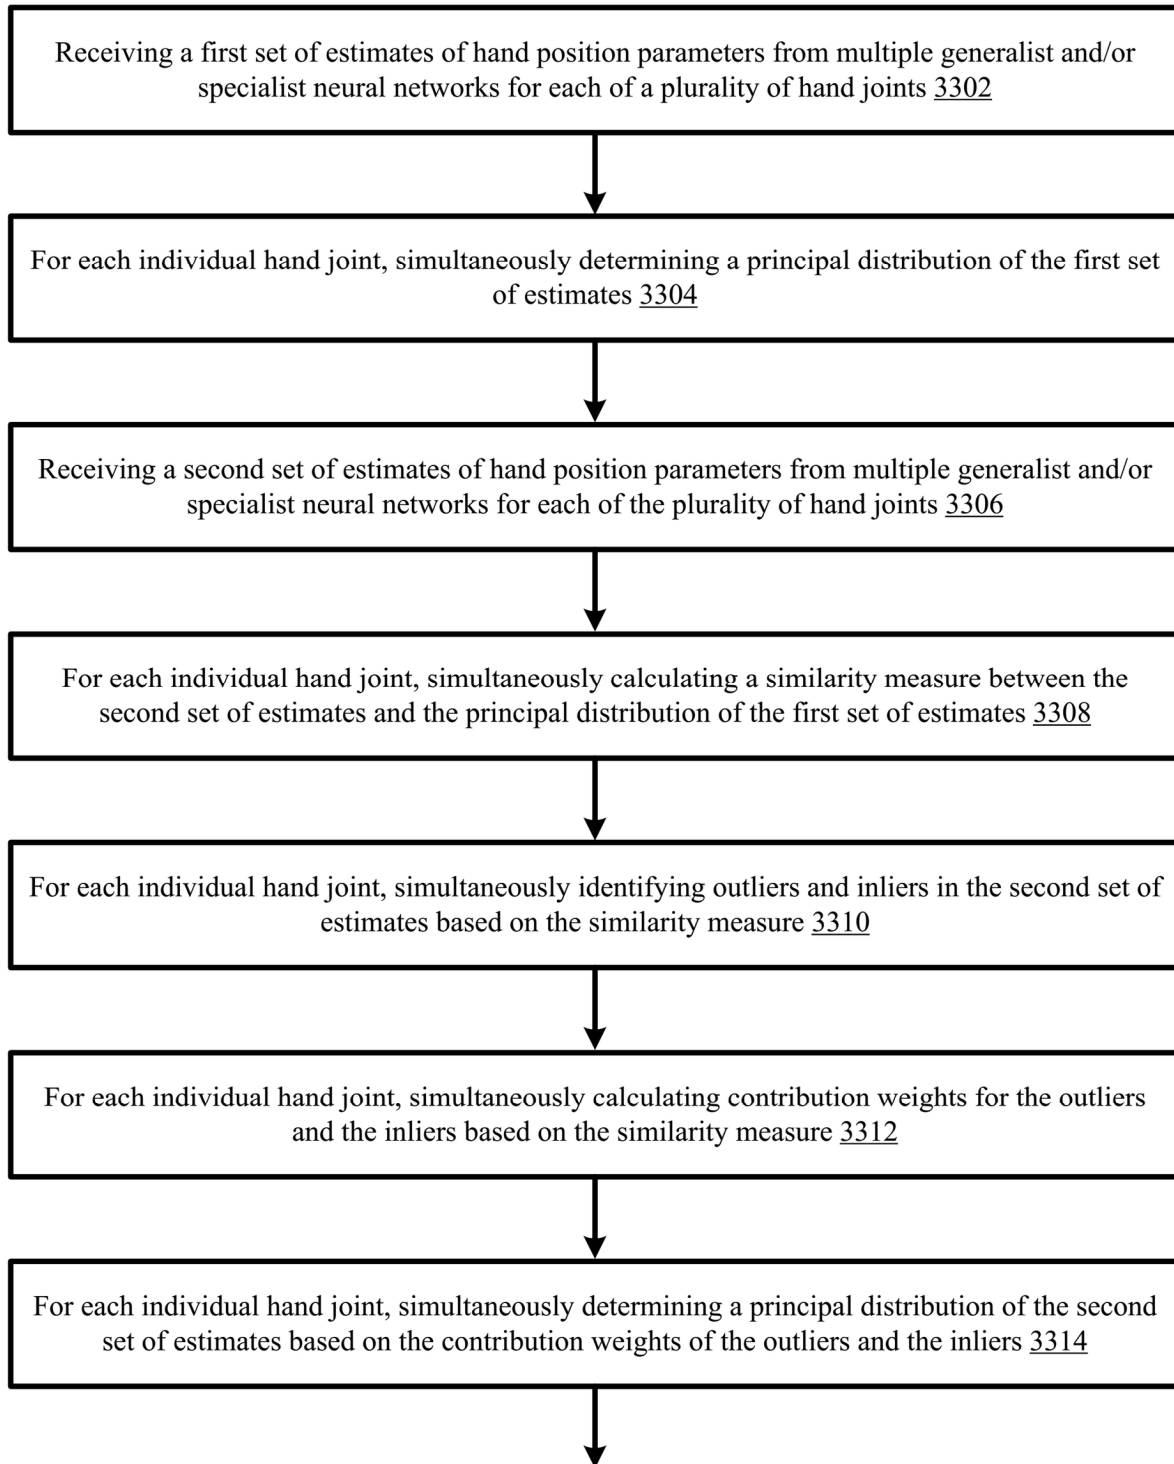 Receiving a first set of estimates of hand position parameters from multiple generalist and/or
specialist neural networks for each of a plurality of hand joints 3302
For each individual hand joint, simultaneously determining a principal distribution of the first set
of estimates 3304
Receiving a second set of estimates of hand position parameters from multiple generalist and/or
specialist neural networks for each of the plurality of hand joints 3306
For each individual hand joint, simultaneously calculating a similarity measure between the
second set of estimates and the principal distribution of the first set of estimates 3308
For each individual hand joint, simultaneously identifying outliers and inliers in the second set of
estimates based on the similarity measure 3310
For each individual hand joint, simultaneously calculating contribution weights for the outliers
and the inliers based on the similarity measure 3312
For each individual hand joint, simultaneously determining a principal distribution of the second
set of estimates based on the contribution weights of the outliers and the inliers 3314